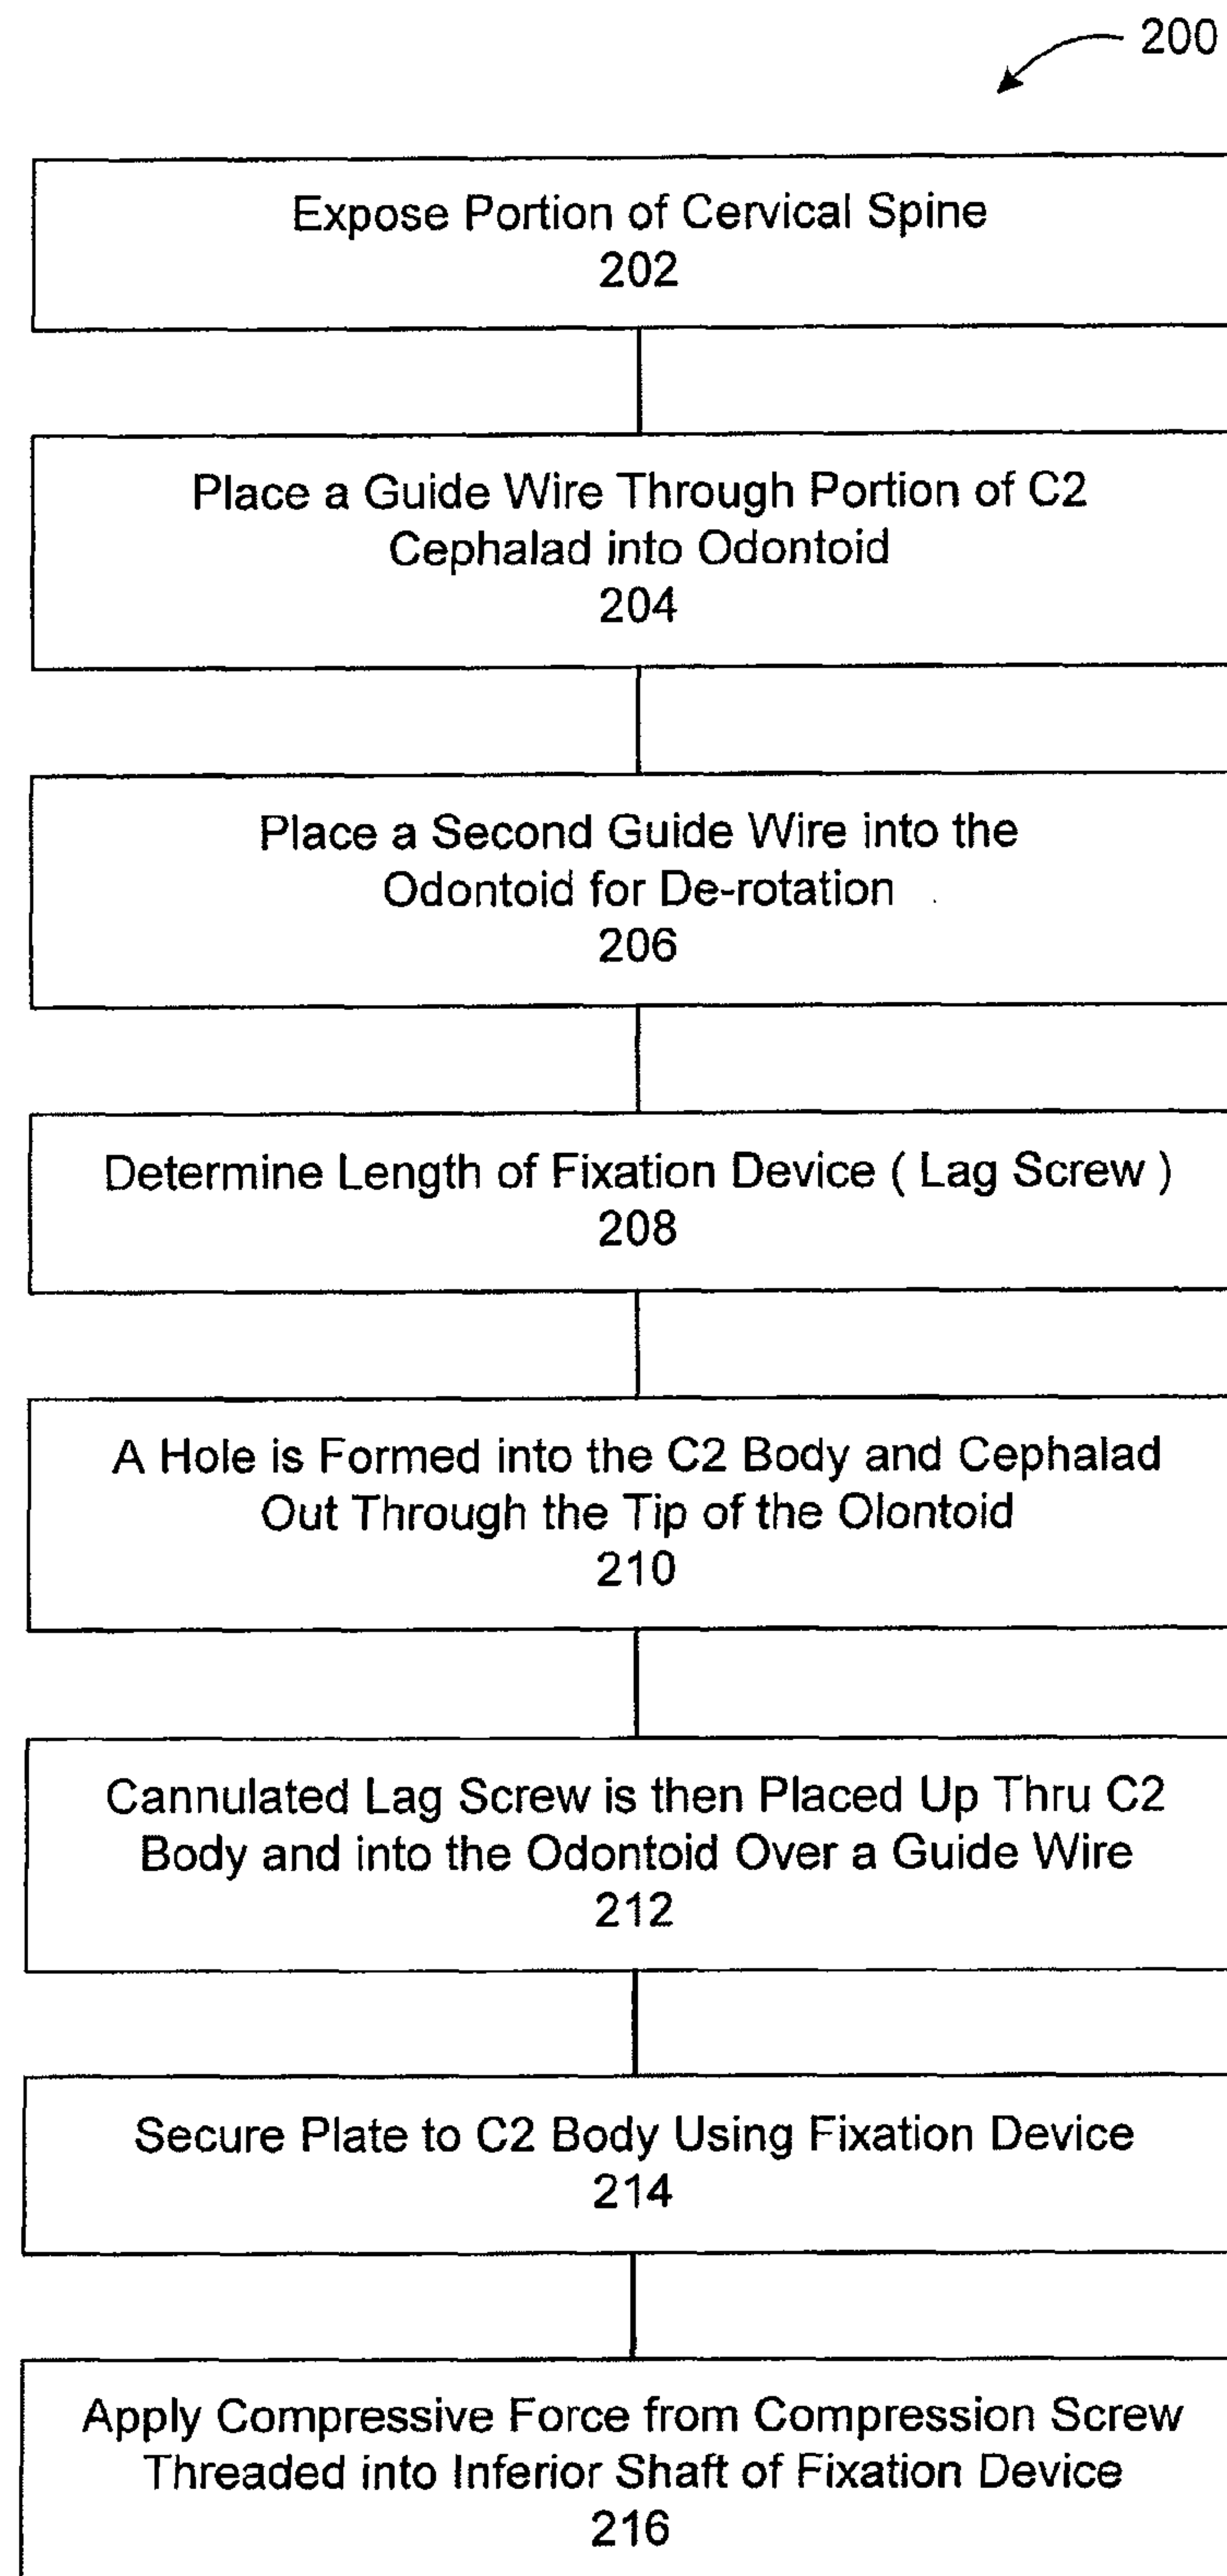 200
Expose Portion of Cervical Spine
202
Place a Guide Wire Through Portion of C2
Cephalad into Odontoid
204
Place a Second Guide Wire into the
Odontoid for De-rotation
206
Determine Length of Fixation Device ( Lag Screw )
208
A Hole is Formed into the C2 Body and Cephalad
Out Through the Tip of the Olontoid
210
Cannulated Lag Screw is then Placed Up Thru C2
Body and into the Odontoid Over a Guide Wire
212
Secure Plate to C2 Body Using Fixation Device
214
Apply Compressive Force from Compression Screw
Threaded into Inferior Shaft of Fixation Device
216